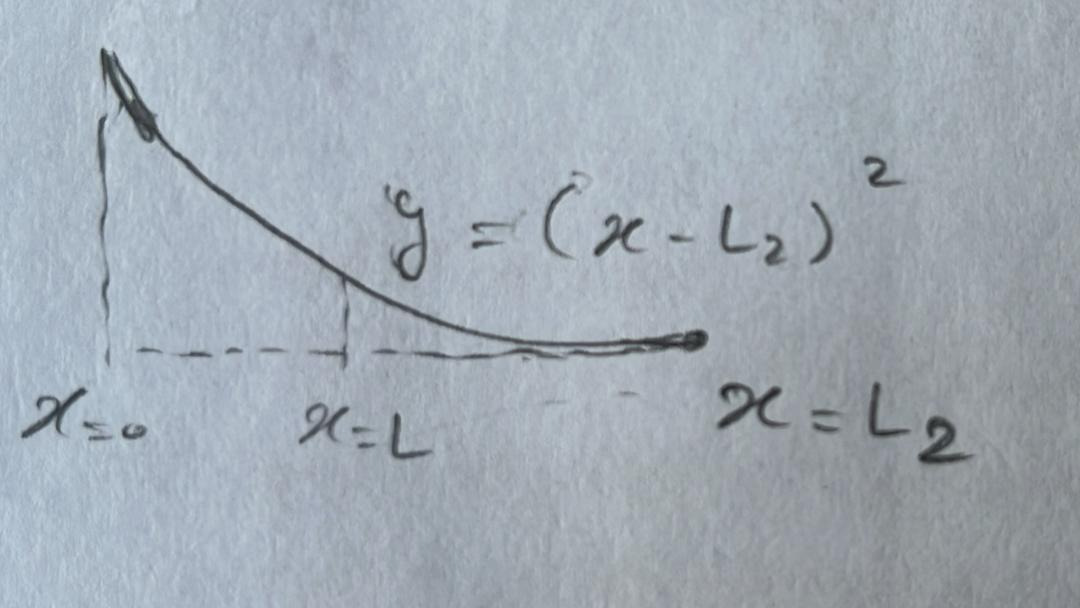 y = (x - L₂)²
x=0
x=L
x = L₂